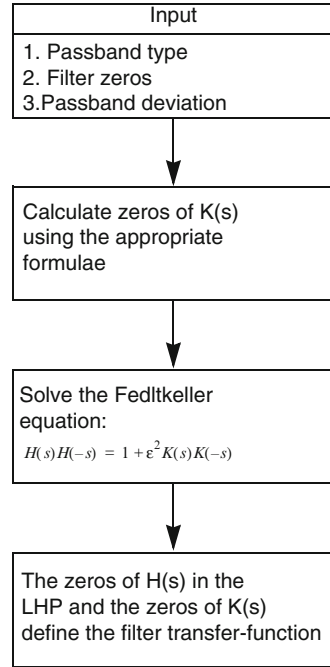 Input
1. Passband type
2. Filter zeros
3.Passband deviation
Calculate zeros of K(s)
using the appropriate
formulae
Solve the Fedltkeller
equation:
H(s)H(–s) = 1 + ε² K(s)K(–s)
The zeros of H(s) in the
LHP and the zeros of K(s)
define the filter transfer-function